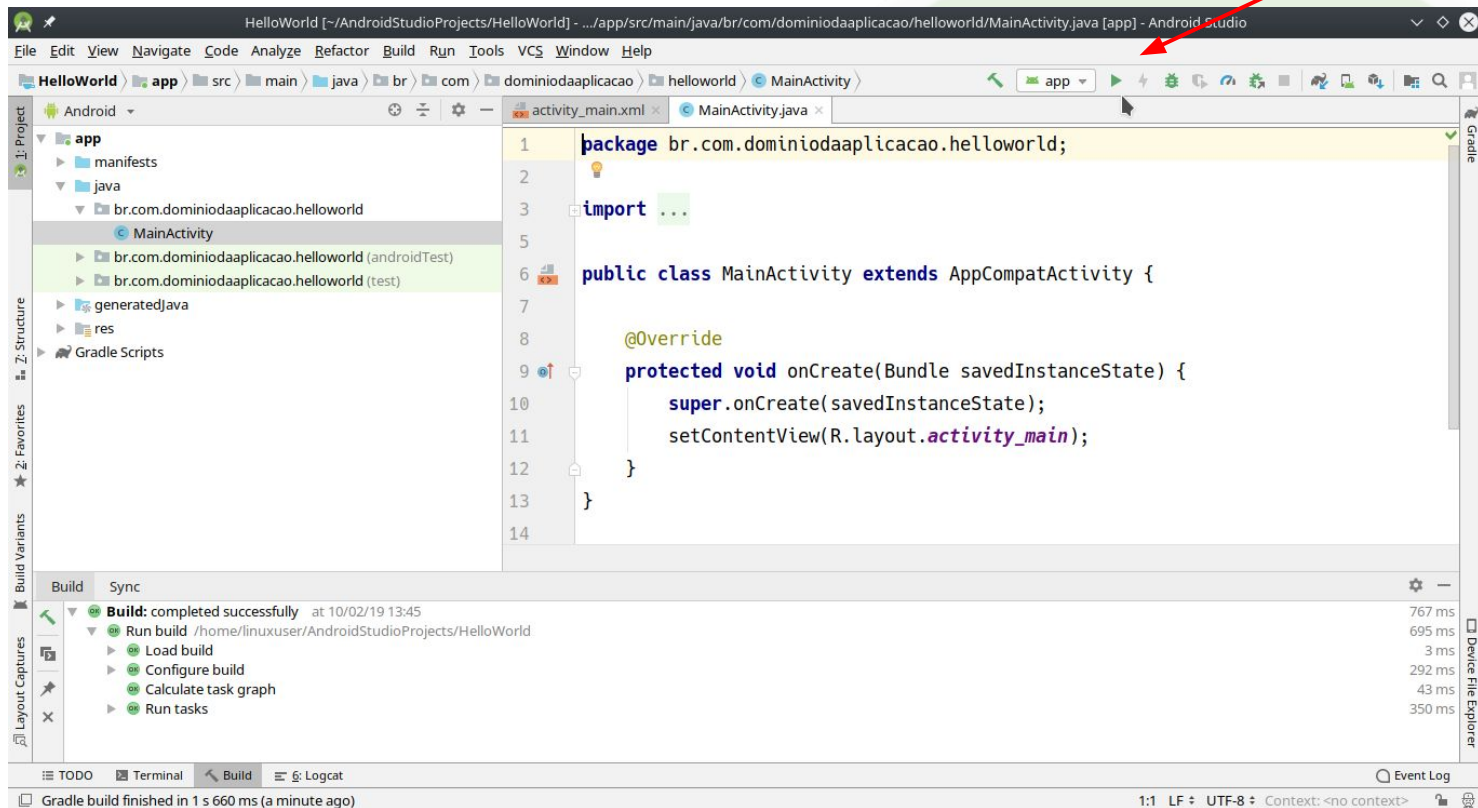 HelloWorld [~/AndroidStudioProjects/HelloWorld] - .../app/src/main/java/br/com/dominiodaaplicacao/helloworld/MainActivity.java [app] - Android Studio
File Edit View Navigate Code Analyze Refactor Build Run Tools VCS Window Help
HelloWorld app src main java br com dominiodaaplicacao helloworld MainActivity app
Android activity_main.xml MainActivity.java
1: Project
Z: Structure
2: Favorites
Build Variants
Layout Captures
app
manifests
java
br.com.dominiodaaplicacao.helloworld
MainActivity
br.com.dominiodaaplicacao.helloworld (androidTest)
br.com.dominiodaaplicacao.helloworld (test)
generatedJava
res
Gradle Scripts
1 package br.com.dominiodaaplicacao.helloworld;
2
3 import ...
5
6 public class MainActivity extends AppCompatActivity {
7
8 @Override
9 protected void onCreate(Bundle savedInstanceState) {
10 super.onCreate(savedInstanceState);
11 setContentView(R.layout.activity_main);
12 }
13 }
14
Gradle
Device File Explorer
Build Sync
Build: completed successfully at 10/02/19 13:45 767 ms
Run build /home/linuxuser/AndroidStudioProjects/HelloWorld 695 ms
Load build 3 ms
Configure build 292 ms
Calculate task graph 43 ms
Run tasks 350 ms
TODO Terminal Build 6: Logcat Event Log
Gradle build finished in 1 s 660 ms (a minute ago) 1:1 LF UTF-8 Context: <no context>